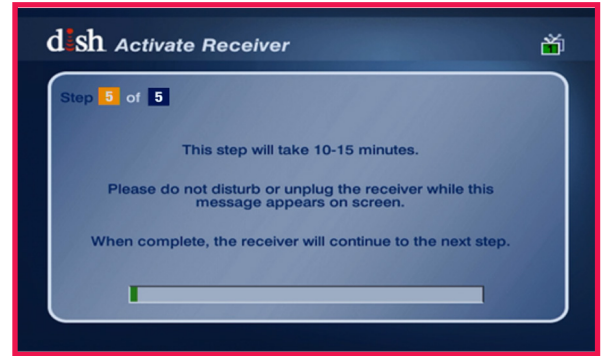 dish Activate Receiver
1
Step 5 of 5
This step will take 10-15 minutes.
Please do not disturb or unplug the receiver while this
message appears on screen.
When complete, the receiver will continue to the next step.